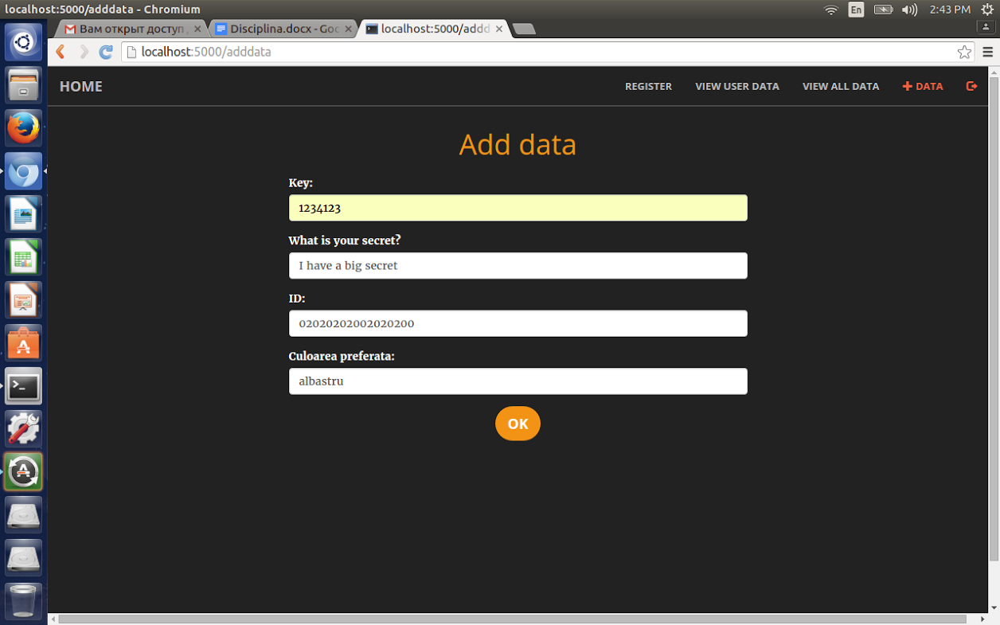 localhost:5000/adddata - Chromium
En
2:43 PM
Вам открыт доступ
Disciplina.docx - Goo
localhost:5000/addd
localhost:5000/adddata
HOME
REGISTER
VIEW USER DATA
VIEW ALL DATA
DATA
Add data
Key:
1234123
What is your secret?
I have a big secret
ID:
02020202002020200
Culoarea preferata:
albastru
OK